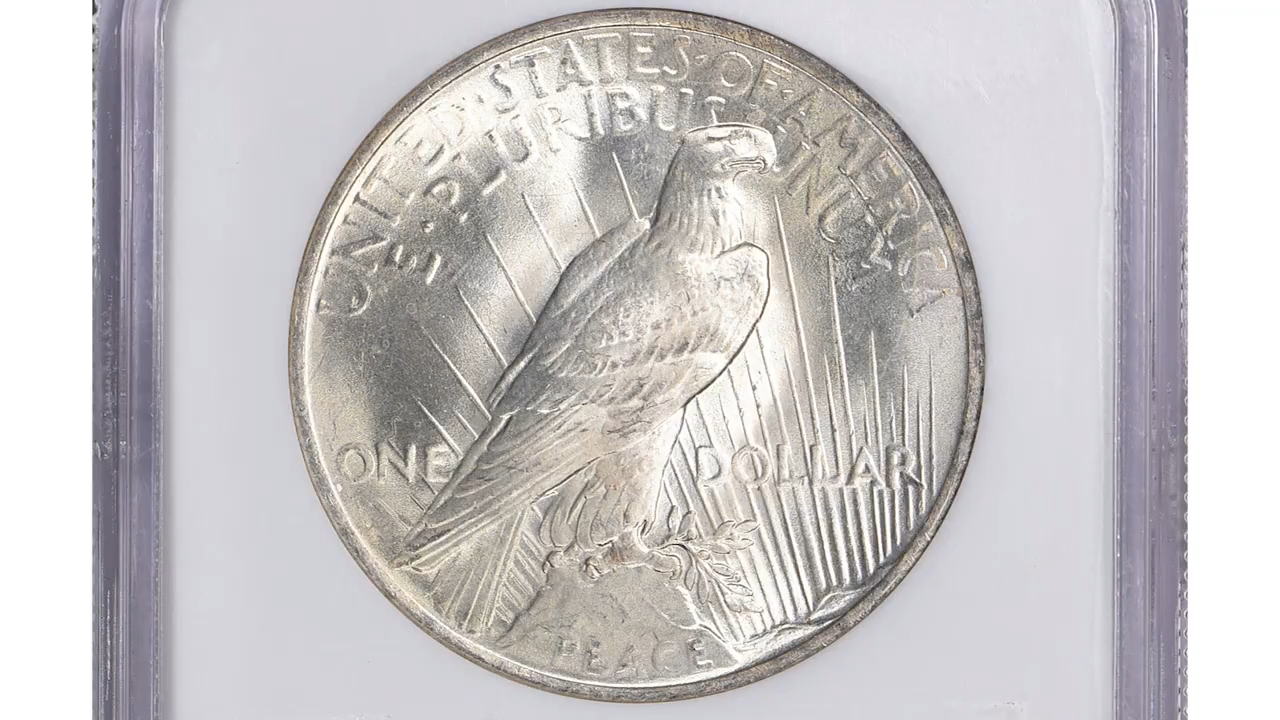 UNITED·STATES·OF·AMERICA
E·PLURIBUS UNUM
ONE DOLLAR
PEACE